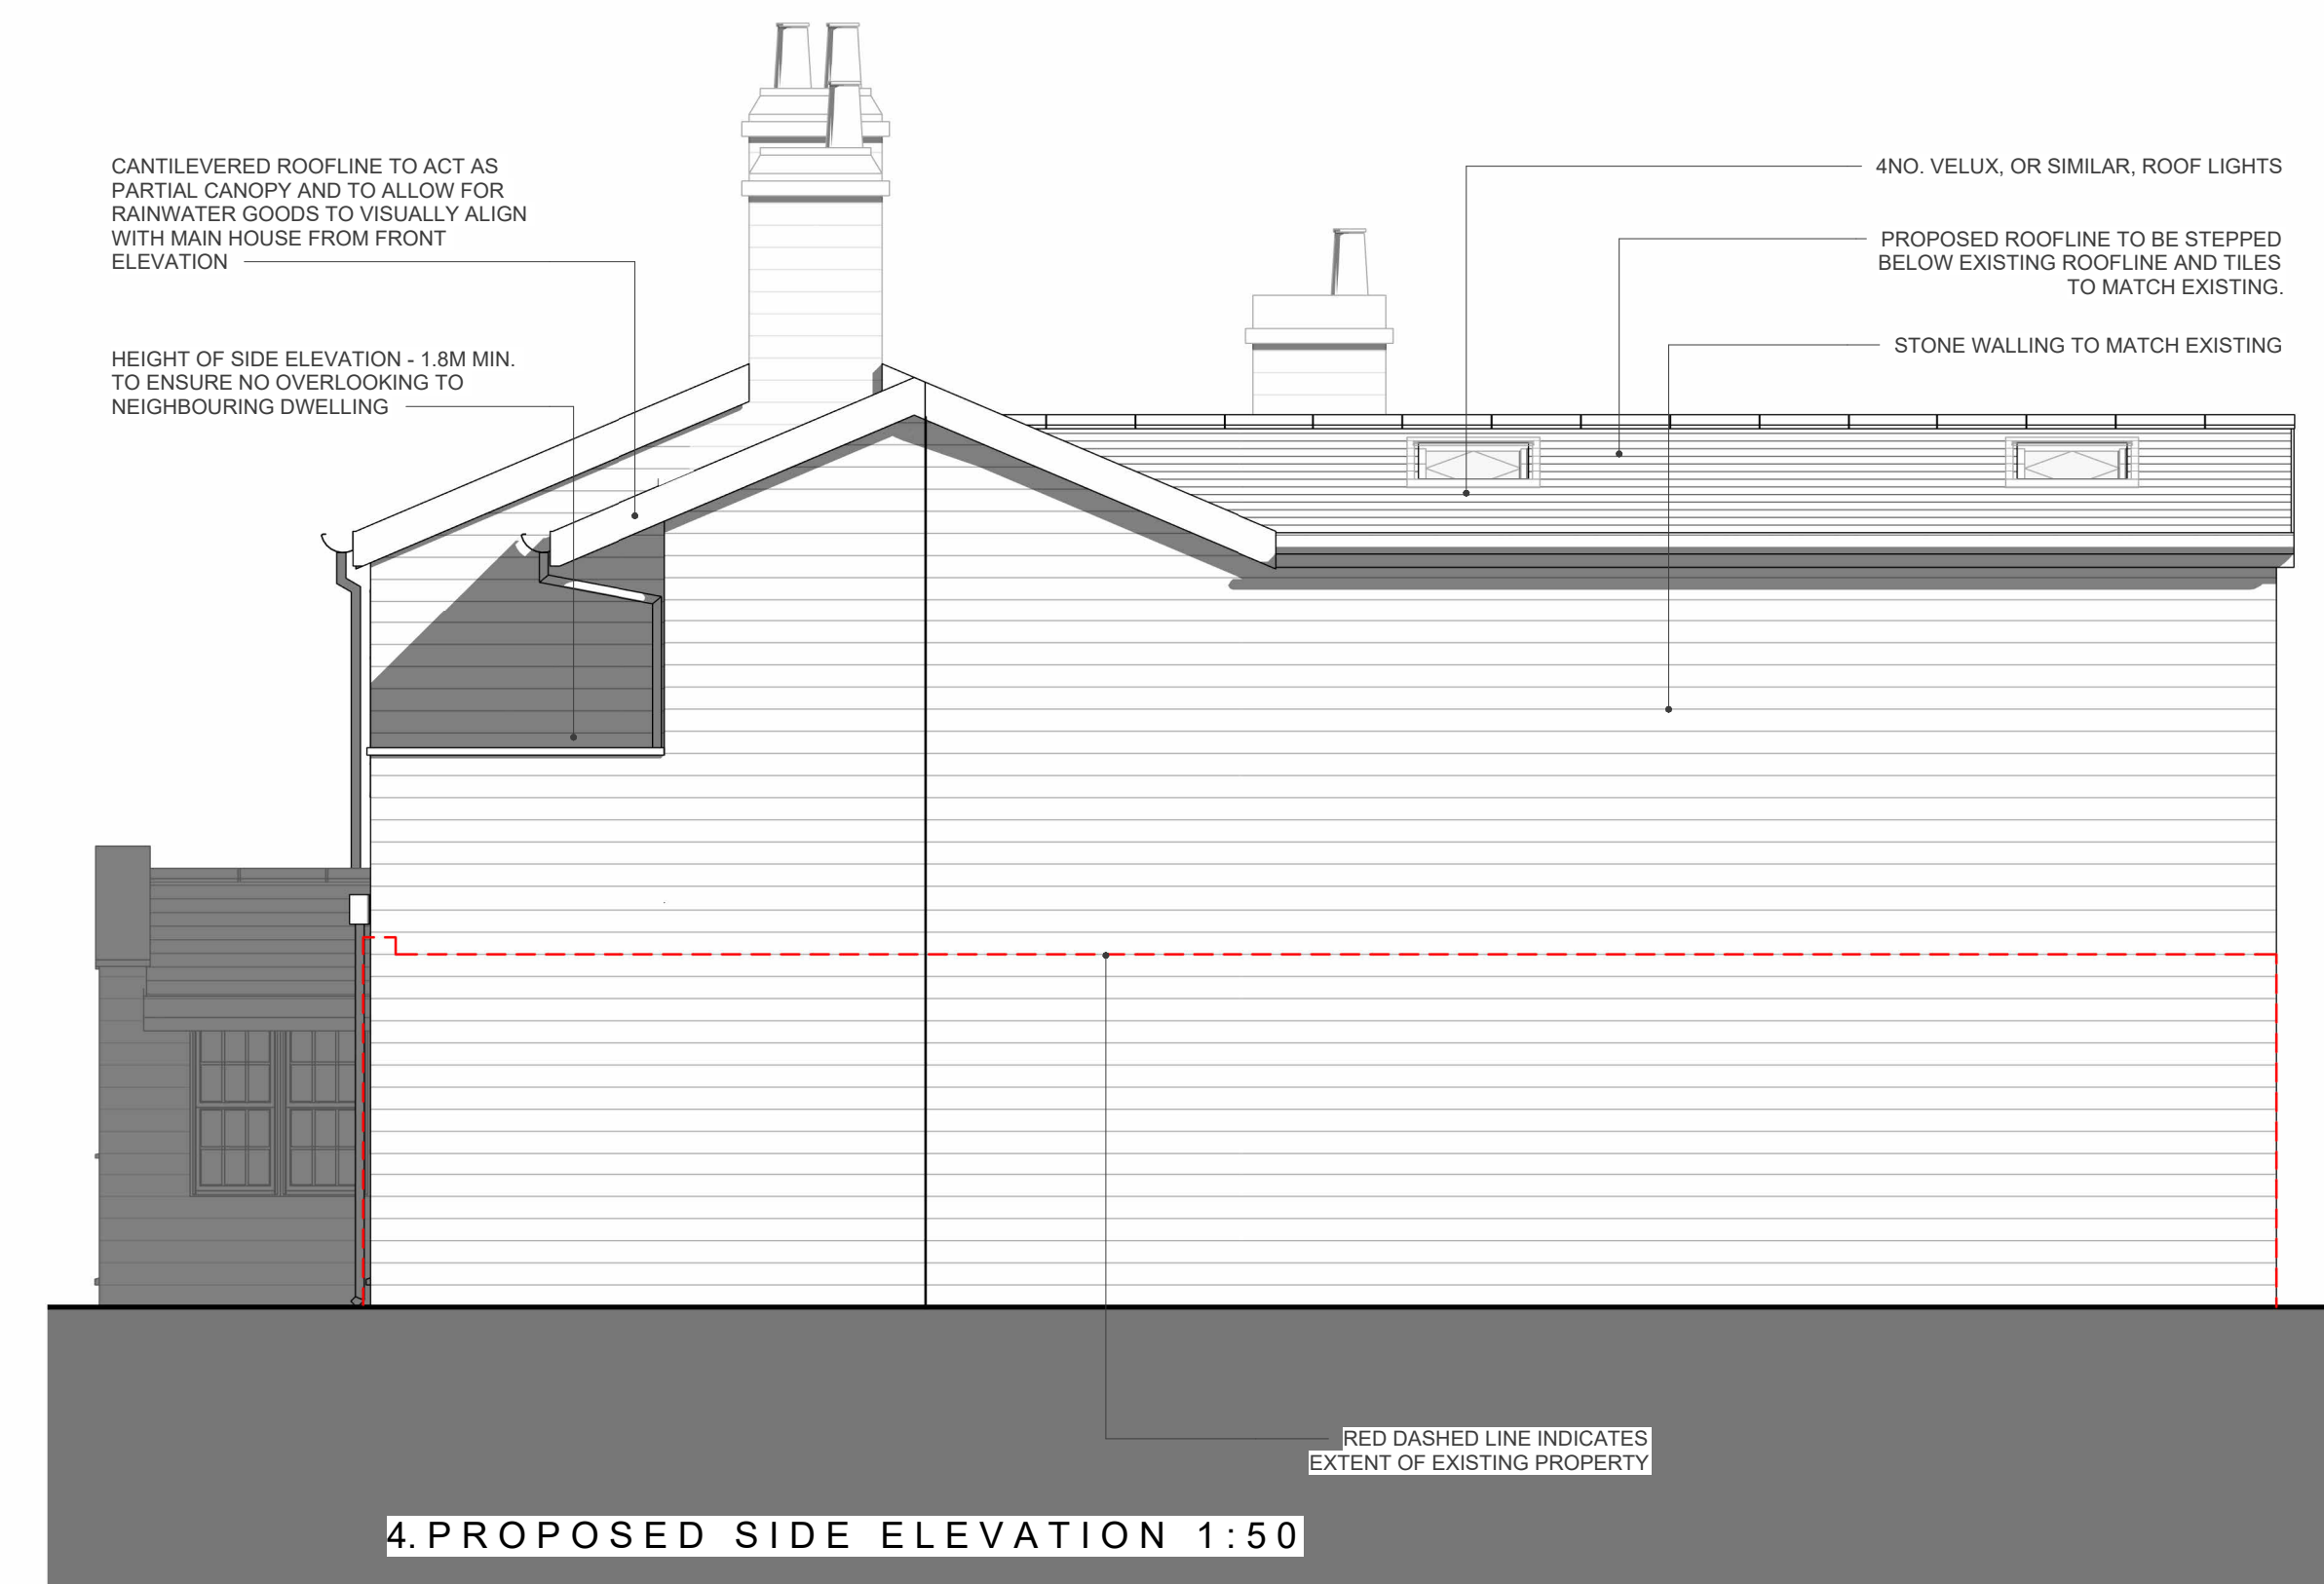 CANTILEVERED ROOFLINE TO ACT AS
PARTIAL CANOPY AND TO ALLOW FOR
RAINWATER GOODS TO VISUALLY ALIGN
WITH MAIN HOUSE FROM FRONT
ELEVATION
HEIGHT OF SIDE ELEVATION - 1.8M MIN.
TO ENSURE NO OVERLOOKING TO
NEIGHBOURING DWELLING
4NO. VELUX, OR SIMILAR, ROOF LIGHTS
PROPOSED ROOFLINE TO BE STEPPED
BELOW EXISTING ROOFLINE AND TILES
TO MATCH EXISTING.
STONE WALLING TO MATCH EXISTING
RED DASHED LINE INDICATES
EXTENT OF EXISTING PROPERTY
4. PROPOSED SIDE ELEVATION 1:50